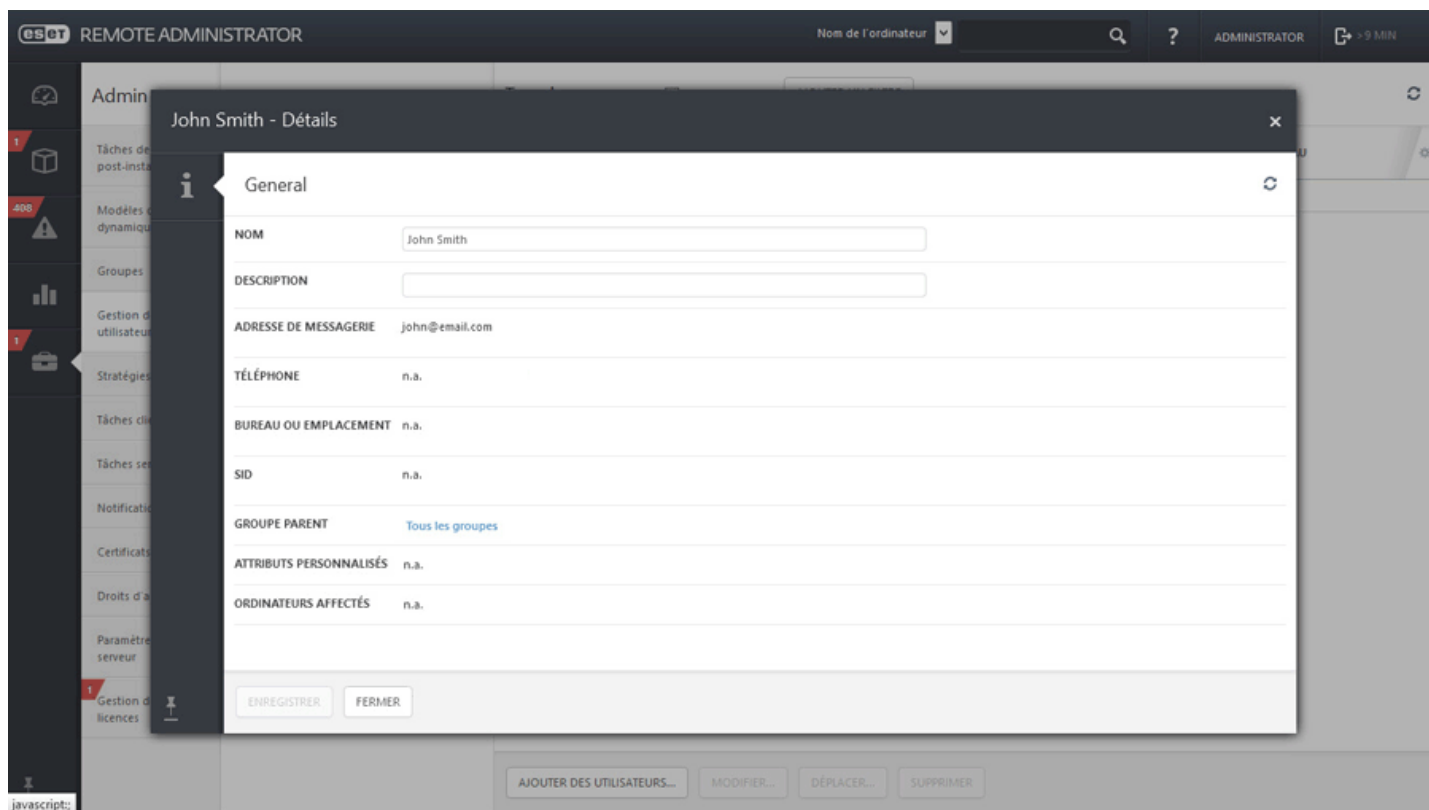 eset REMOTE ADMINISTRATOR
Nom de l'ordinateur
?
ADMINISTRATOR
>9 MIN
Admin
John Smith - Détails
×
1
Tâches de
post-insta
i
General
408
Modèles
dynamiqu
NOM
John Smith
Groupes
DESCRIPTION
Gestion d
utilisateur
ADRESSE DE MESSAGERIE john@email.com
1
Stratégies
TÉLÉPHONE n.a.
Tâches clie
BUREAU OU EMPLACEMENT n.a.
Tâches ser
SID n.a.
Notificatio
GROUPE PARENT Tous les groupes
Certificats
ATTRIBUTS PERSONNALISÉS n.a.
Droits d'a
ORDINATEURS AFFECTÉS n.a.
Paramètre
serveur
1
Gestion d
licences
ENREGISTRER
FERMER
AJOUTER DES UTILISATEURS...
MODIFIER...
DÉPLACER...
SUPPRIMER
javascript:;